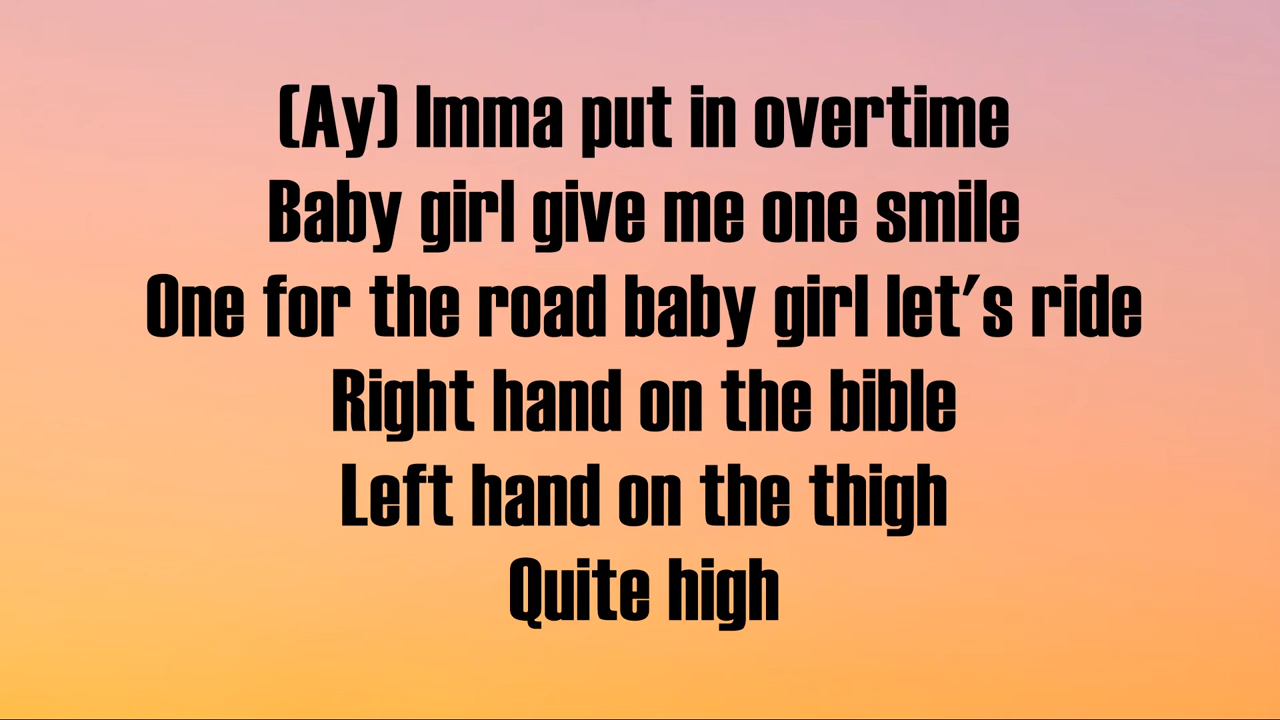 (Ay) Imma put in overtime
Baby girl give me one smile
One for the road baby girl let's ride
Right hand on the bible
Left hand on the thigh
Quite high